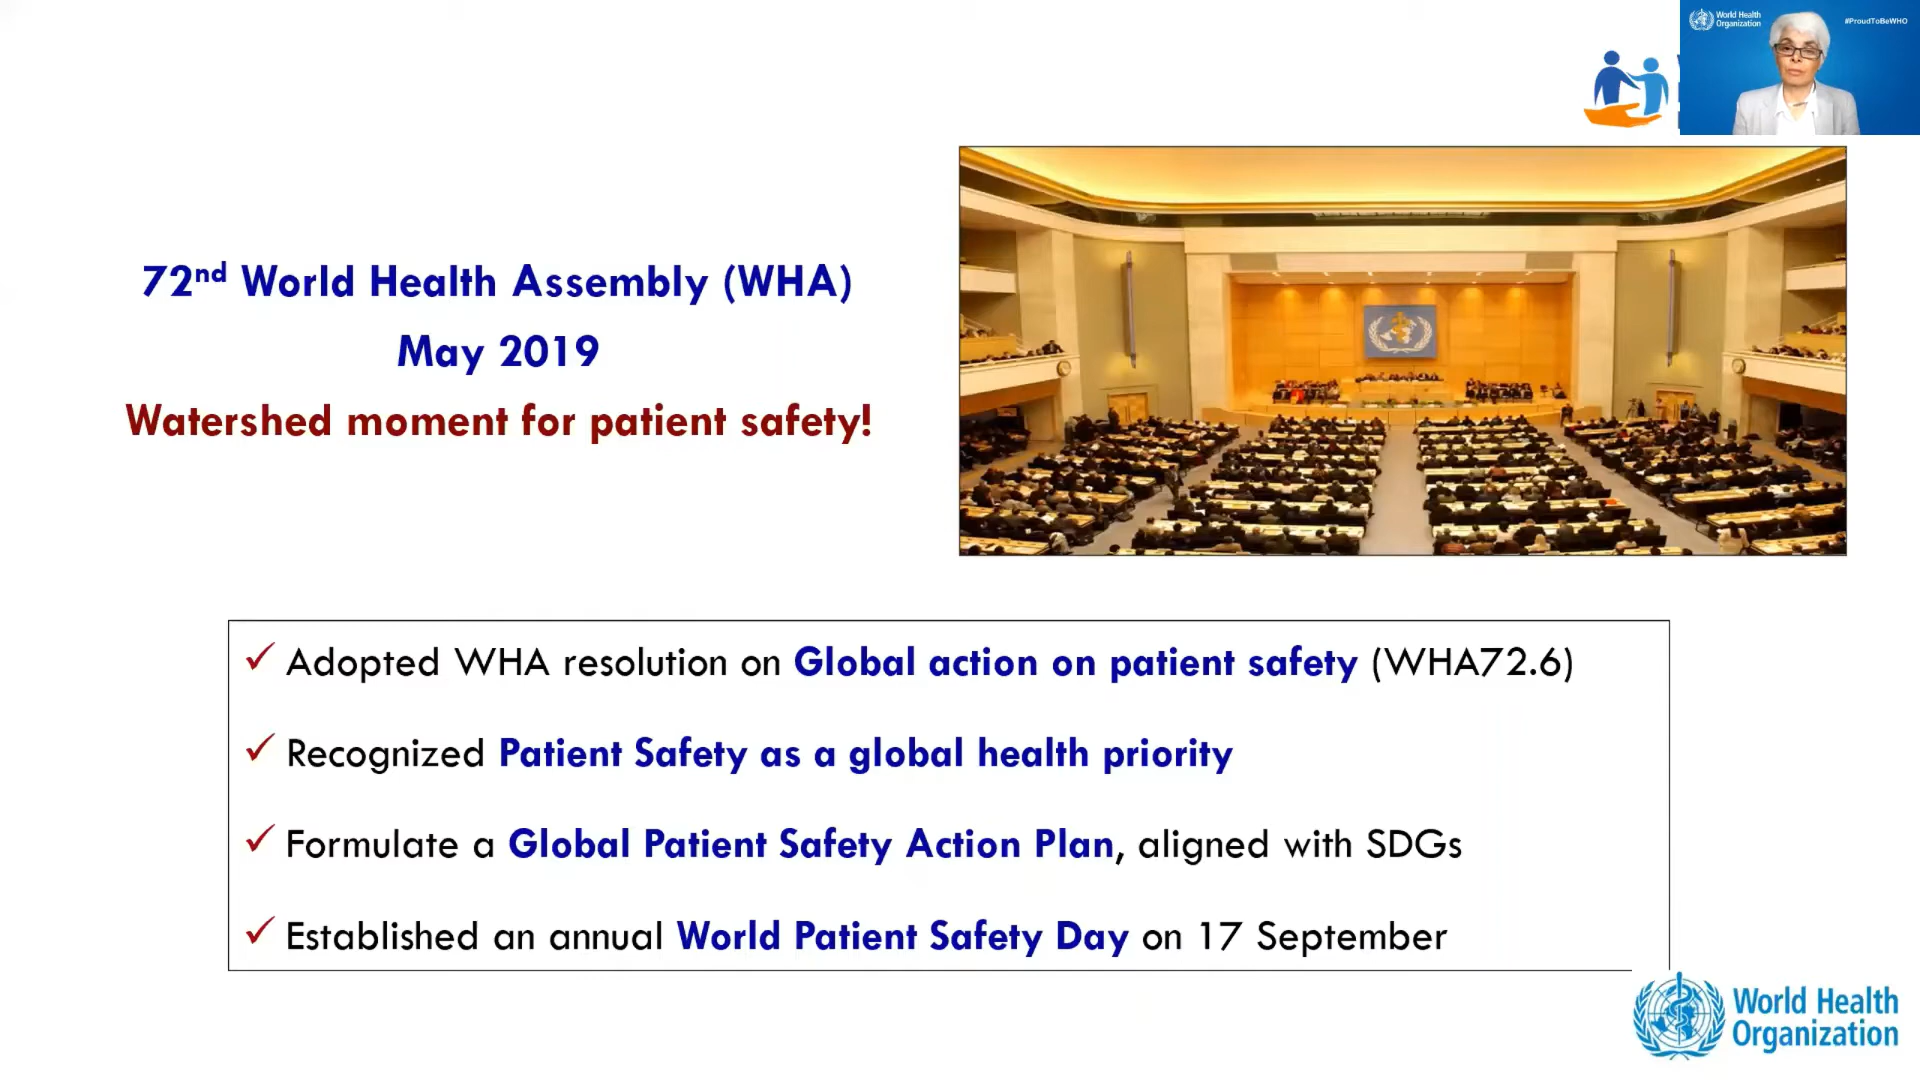 World Health
Organization
#ProudToBeWHO
72nd World Health Assembly (WHA)
May 2019
Watershed moment for patient safety!
✓ Adopted WHA resolution on Global action on patient safety (WHA72.6)
✓ Recognized Patient Safety as a global health priority
✓ Formulate a Global Patient Safety Action Plan, aligned with SDGs
✓ Established an annual World Patient Safety Day on 17 September
World Health
Organization